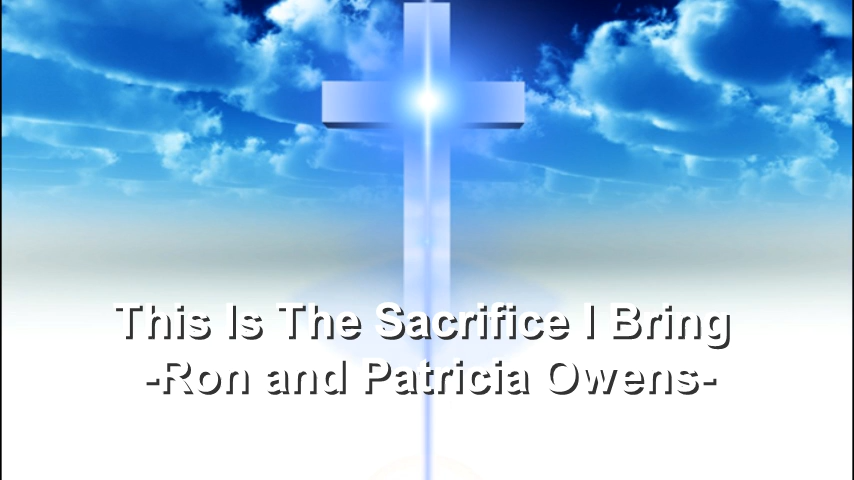 This Is The Sacrifice I Bring
-Ron and Patricia Owens-